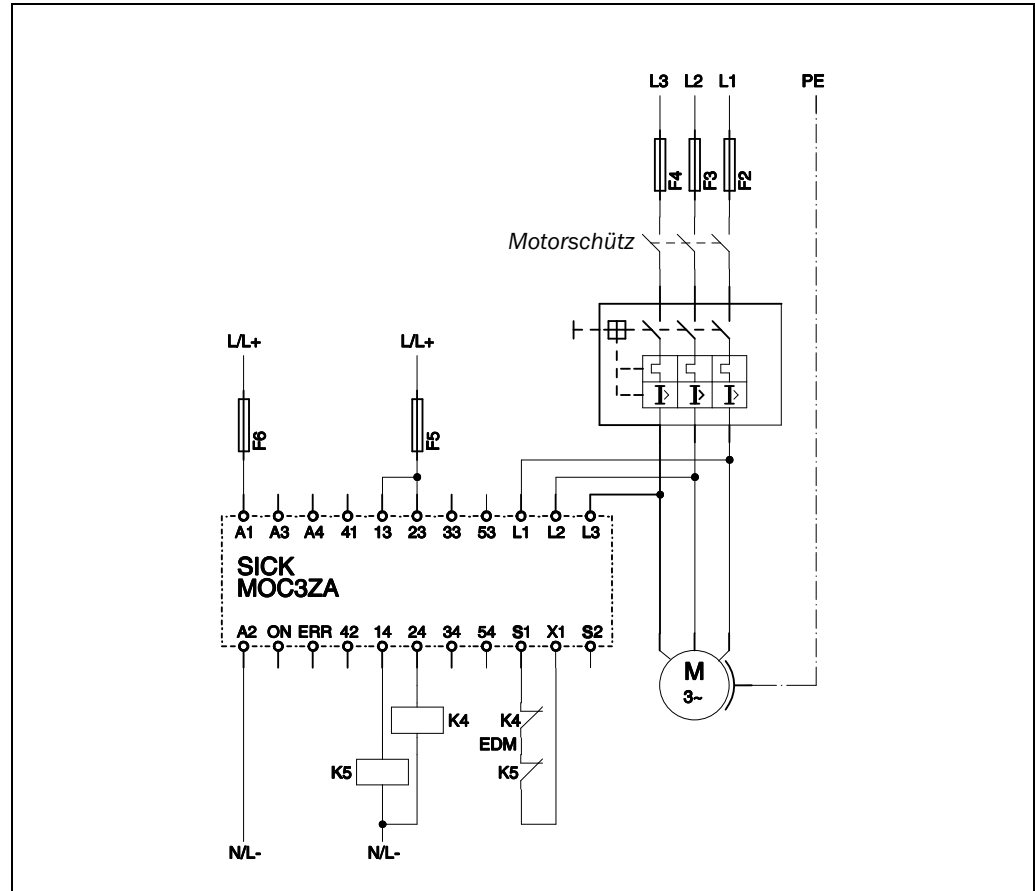 L3 L2 L1 PE
F4 F3 F2
Motorschütz
L/L+ L/L+
I> I> I>
F6 F5
A1 A3 A4 41 13 23 33 53 L1 L2 L3
SICK
MOC3ZA
A2 ON ERR 42 14 24 34 54 S1 X1 S2
M
3~
K4 K4
EDM
K5 K5
N/L- N/L-